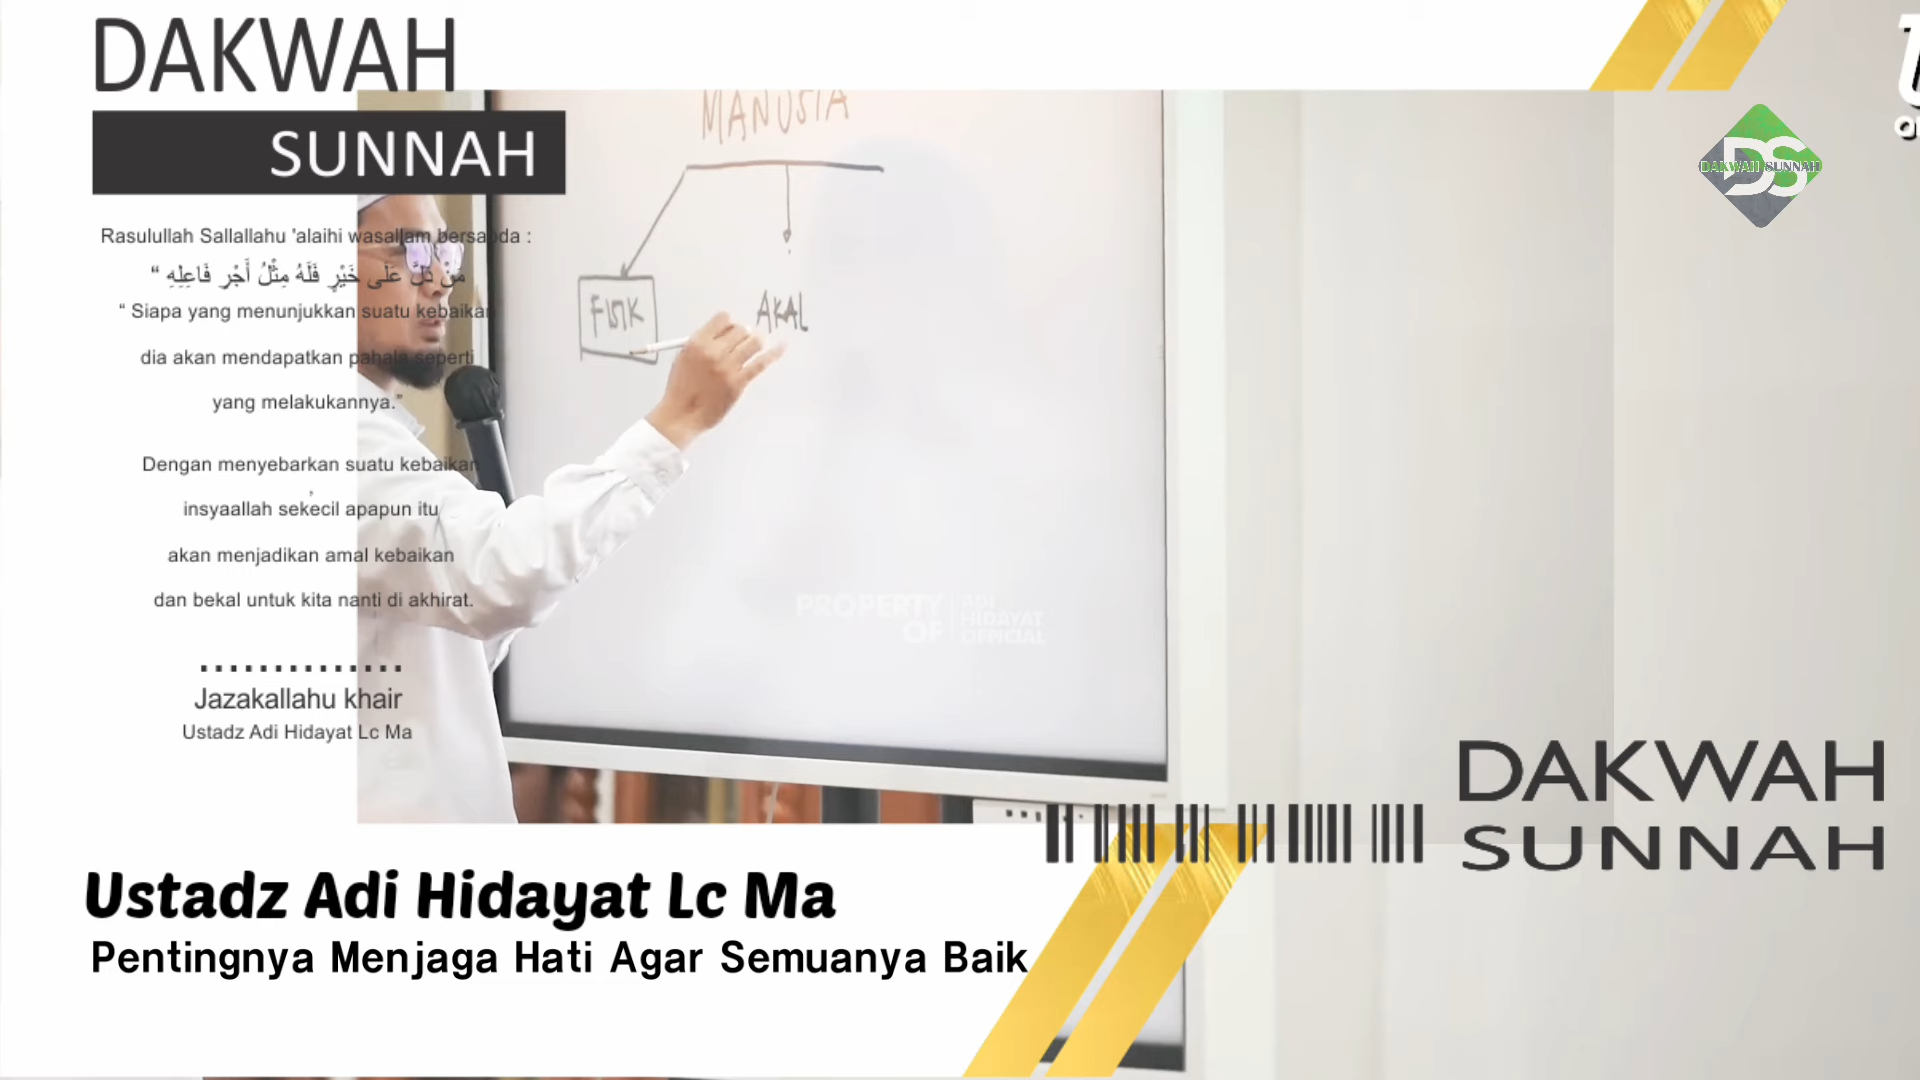 DAKWAH
SUNNAH
Rasulullah Sallallahu 'alaihi wasallam bersabda :
“ مَنْ دَلَّ عَلَى خَيْرٍ فَلَهُ مِثْلُ أَجْرِ فَاعِلِهِ
“ Siapa yang menunjukkan suatu kebaikan
dia akan mendapatkan pahala seperti
yang melakukannya.”
Dengan menyebarkan suatu kebaikan
insyaallah sekecil apapun itu
akan menjadikan amal kebaikan
dan bekal untuk kita nanti di akhirat.
Jazakallahu khair
Ustadz Adi Hidayat Lc Ma
MANUSIA
FISIK
AKAL
PROPERTY OF
ADI HIDAYAT OFFICIAL
DS
DAKWAH SUNNAH
DAKWAH
SUNNAH
Ustadz Adi Hidayat Lc Ma
Pentingnya Menjaga Hati Agar Semuanya Baik